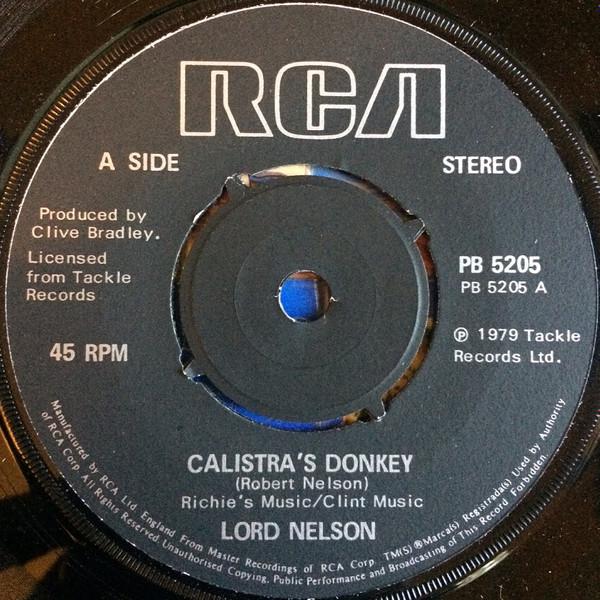 RCA
A SIDE
STEREO
Produced by
Clive Bradley.
Licensed
from Tackle
Records
45 RPM
PB 5205
PB 5205 A
℗ 1979 Tackle
Records Ltd.
CALISTRA'S DONKEY
(Robert Nelson)
Richie's Music/Clint Music
LORD NELSON
Manufactured by RCA Ltd. England From Master Recordings of RCA Corp. TM(S) ® Marca(s) Registrada(s) Used by Authority
of RCA Corp. All Rights Reserved. Unauthorised Copying, Public Performance and Broadcasting of This Record Forbidden.